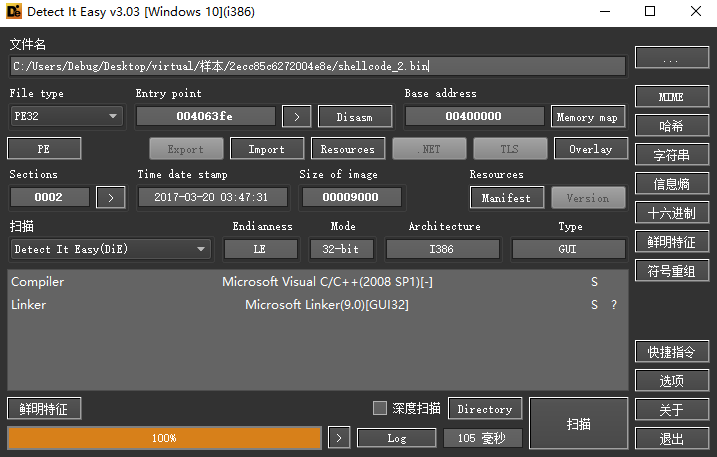 Detect It Easy v3.03 [Windows 10](i386)
文件名
C:/Users/Debug/Desktop/virtual/样本/2ecc85c6272004e8e/shellcode_2.bin
...
File type
Entry point
Base address
PE32
004063fe
>
Disasm
00400000
Memory map
MIME
PE
Export
Import
Resources
.NET
TLS
Overlay
哈希
字符串
Sections
Time date stamp
Size of image
Resources
0002
>
2017-03-20 03:47:31
00009000
Manifest
Version
信息熵
十六进制
扫描
Endianness
Mode
Architecture
Type
Detect It Easy(DiE)
LE
32-bit
I386
GUI
鲜明特征
符号重组
Compiler
Microsoft Visual C/C++(2008 SP1)[-]
S
Linker
Microsoft Linker(9.0)[GUI32]
S ?
快捷指令
选项
鲜明特征
深度扫描
Directory
扫描
关于
100%
>
Log
105 毫秒
退出